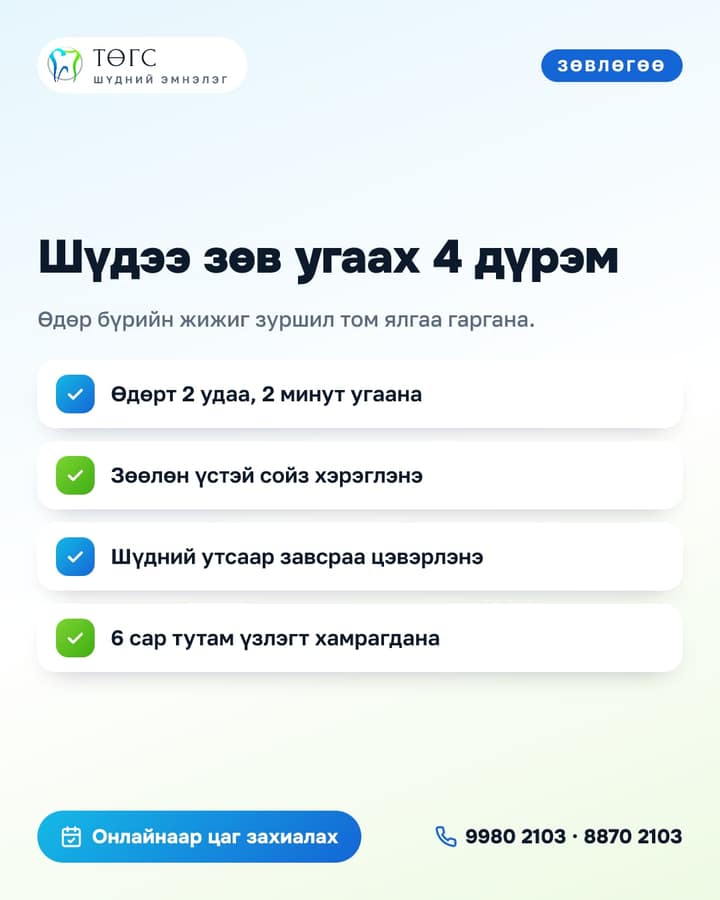 ТӨГС
ШҮДНИЙ ЭМНЭЛЭГ
ЗӨВЛӨГӨӨ
Шүдээ зөв угаах 4 дүрэм
Өдөр бүрийн жижиг зуршил том ялгаа гаргана.
Өдөрт 2 удаа, 2 минут угаана
Зөөлөн үстэй сойз хэрэглэнэ
Шүдний утсаар завсраа цэвэрлэнэ
6 сар тутам үзлэгт хамрагдана
Онлайнаар цаг захиалах
9980 2103 · 8870 2103